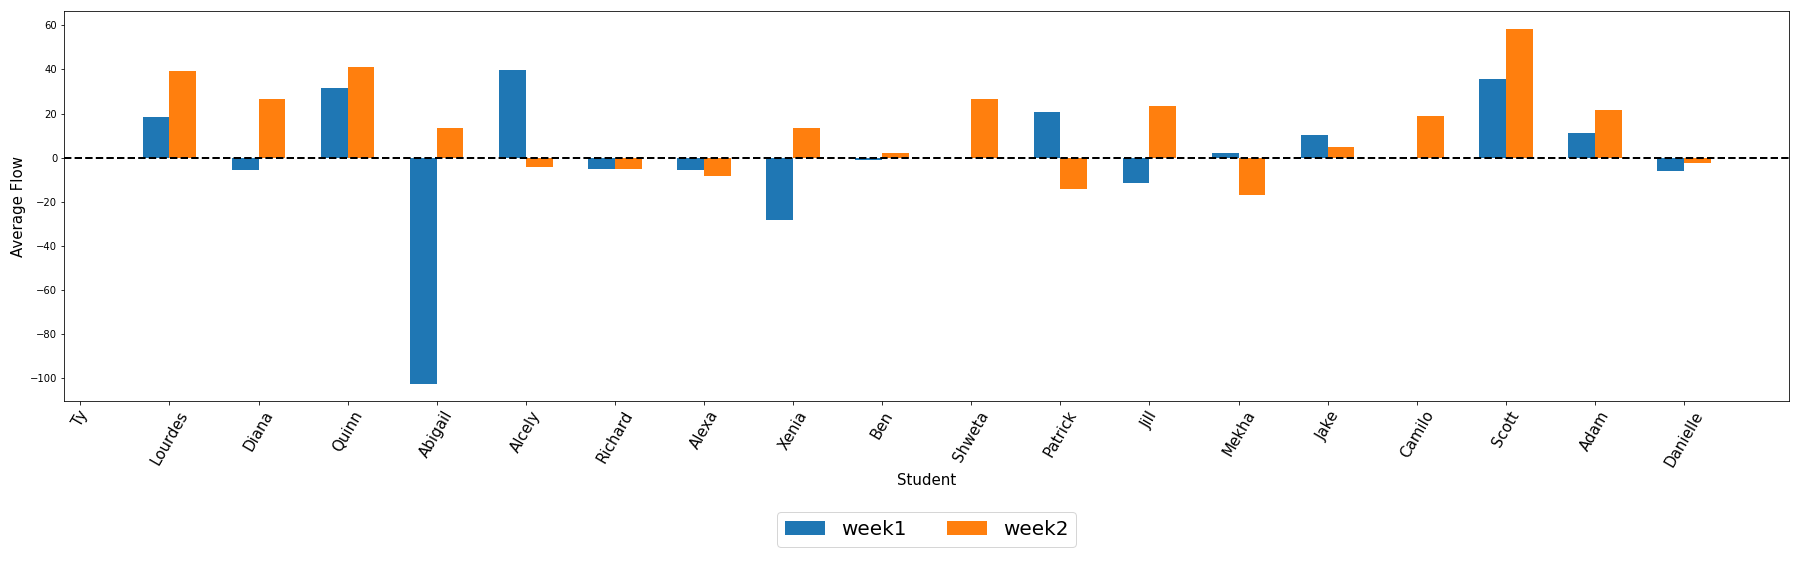 60
40
20
0
−20
−40
−60
−80
−100
Average Flow
Ty
Lourdes
Diana
Quinn
Abigail
Alcely
Richard
Alexa
Xenia
Ben
Shweta
Patrick
Jjll
Mekha
Jake
Camilo
Scott
Adam
Danielle
Student
week1
week2